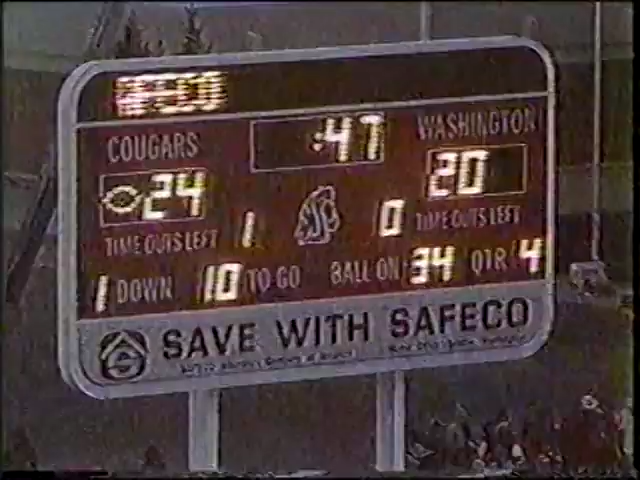 SAFECO
COUGARS :47 WASHINGTON
24 20
TIME OUTS LEFT 1 0 TIME OUTS LEFT
1 DOWN 10 TO GO BALL ON 34 QTR 4
SAVE WITH SAFECO